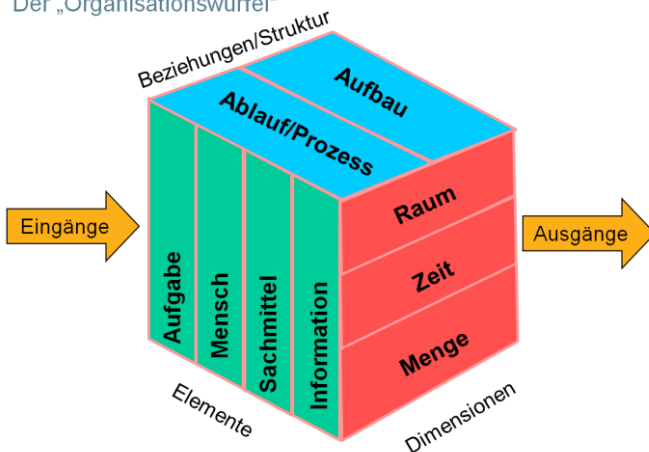 Der „Organisationswürfel“
Beziehungen/Struktur
Aufbau
Ablauf/Prozess
Eingänge
Aufgabe
Mensch
Sachmittel
Information
Raum
Zeit
Menge
Ausgänge
Elemente
Dimensionen